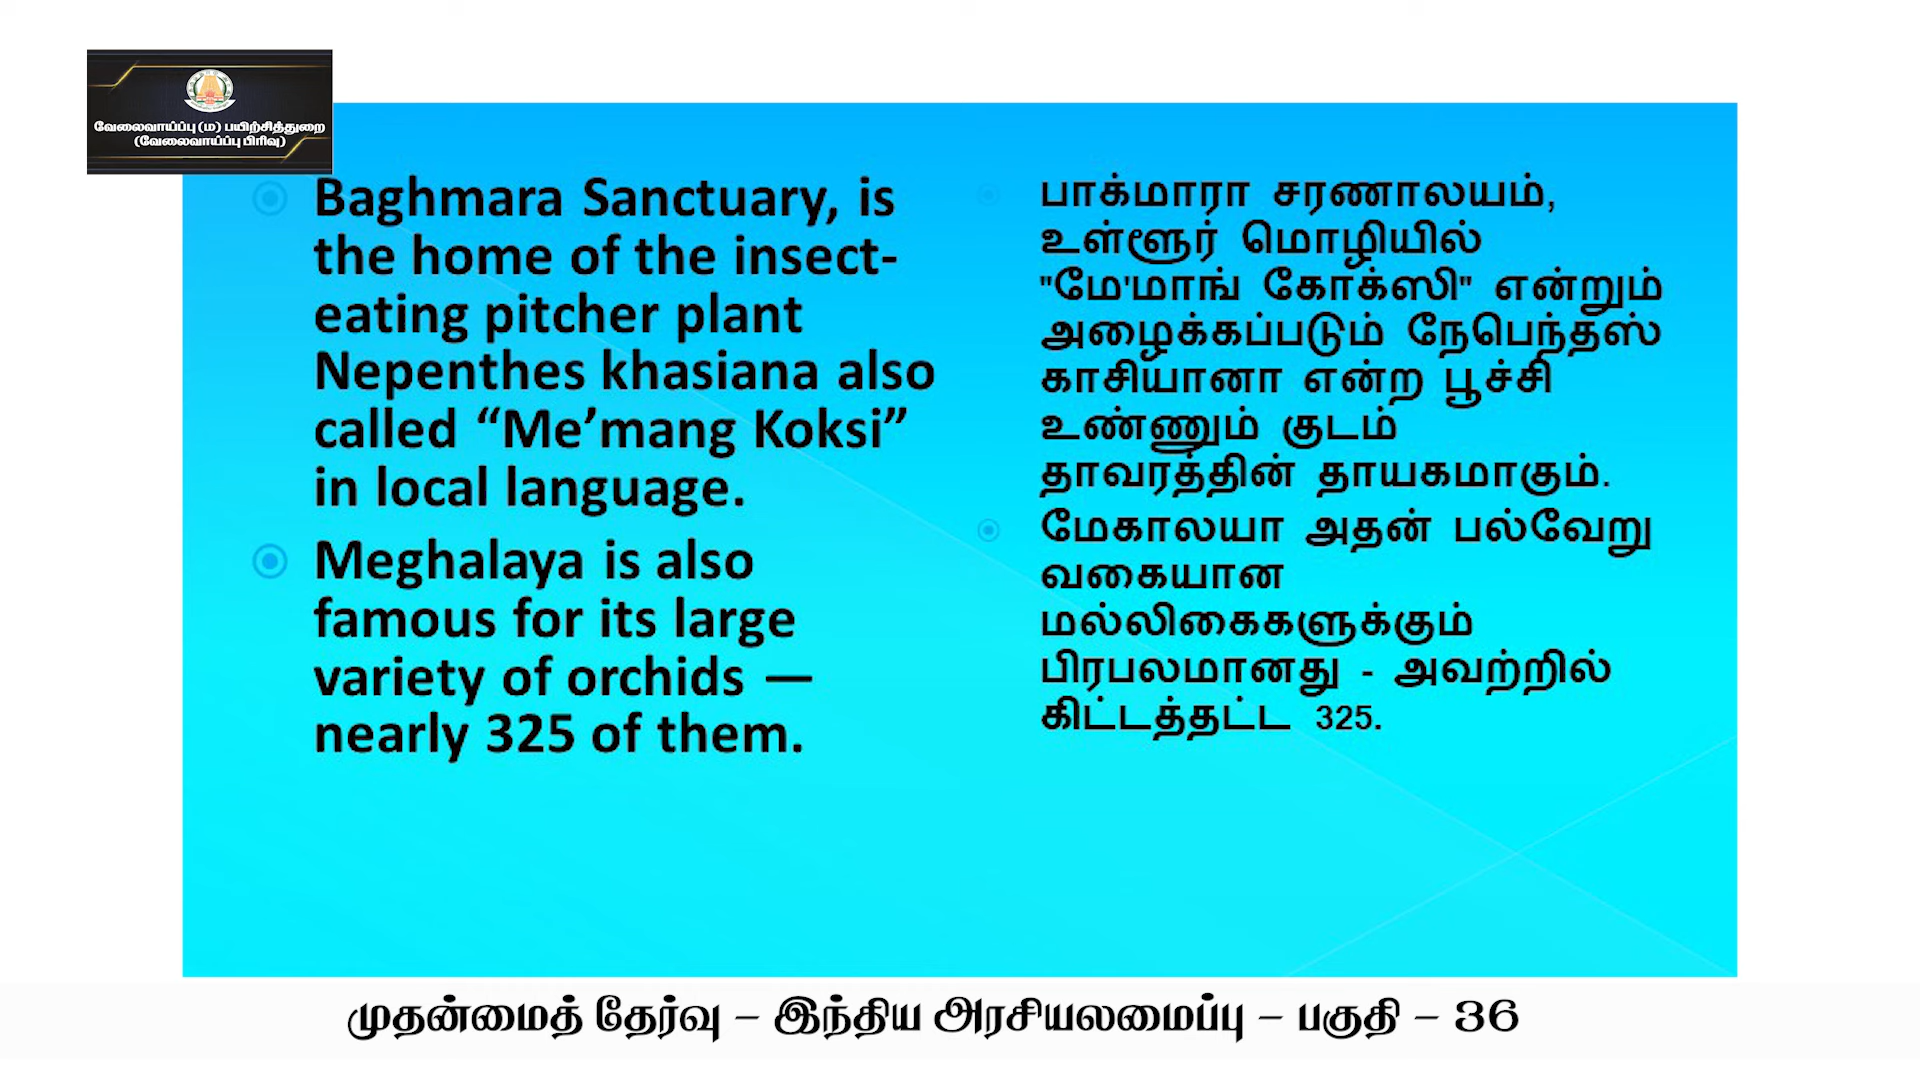 வேலைவாய்ப்பு (ம) பயிற்சித்துறை
(வேலைவாய்ப்பு பிரிவு)
Baghmara Sanctuary, is
the home of the insect-
eating pitcher plant
Nepenthes khasiana also
called “Me’mang Koksi”
in local language.
Meghalaya is also
famous for its large
variety of orchids —
nearly 325 of them.
பாக்மாரா சரணாலயம்,
உள்ளூர் மொழியில்
"மே'மாங் கோக்ஸி" என்றும்
அழைக்கப்படும் நேபெந்தஸ்
காசியானா என்ற பூச்சி
உண்ணும் குடம்
தாவரத்தின் தாயகமாகும்.
மேகாலயா அதன் பல்வேறு
வகையான
மல்லிகைகளுக்கும்
பிரபலமானது - அவற்றில்
கிட்டத்தட்ட 325.
முதன்மைத் தேர்வு – இந்திய அரசியலமைப்பு – பகுதி – 36